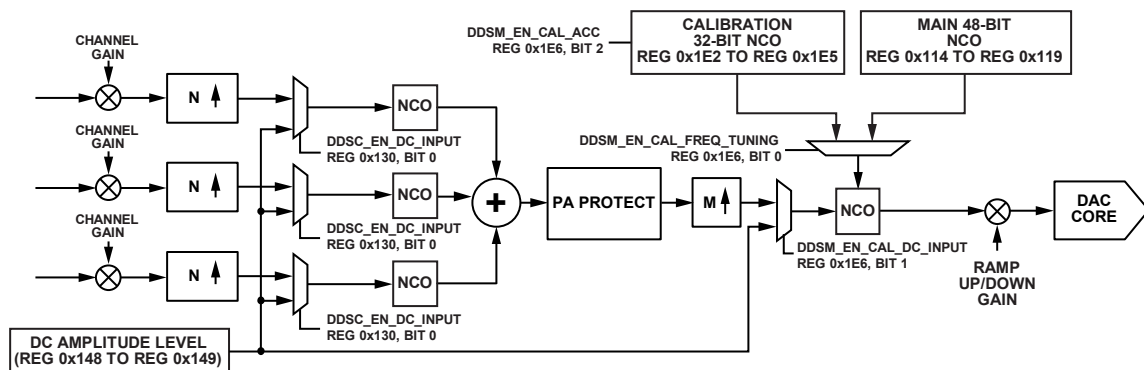 CHANNEL
GAIN
N
DDSC_EN_DC_INPUT
REG 0x130, BIT 0
NCO
CHANNEL
GAIN
N
DDSC_EN_DC_INPUT
REG 0x130, BIT 0
NCO
CHANNEL
GAIN
N
DDSC_EN_DC_INPUT
REG 0x130, BIT 0
NCO
DC AMPLITUDE LEVEL
(REG 0x148 TO REG 0x149)
+
PA PROTECT
M
DDSM_EN_CAL_ACC
REG 0x1E6, BIT 2
CALIBRATION
32-BIT NCO
REG 0x1E2 TO REG 0x1E5
MAIN 48-BIT
NCO
REG 0x114 TO REG 0x119
DDSM_EN_CAL_FREQ_TUNING
REG 0x1E6, BIT 0
NCO
DDSM_EN_CAL_DC_INPUT
REG 0x1E6, BIT 1
RAMP
UP/DOWN
GAIN
DAC
CORE